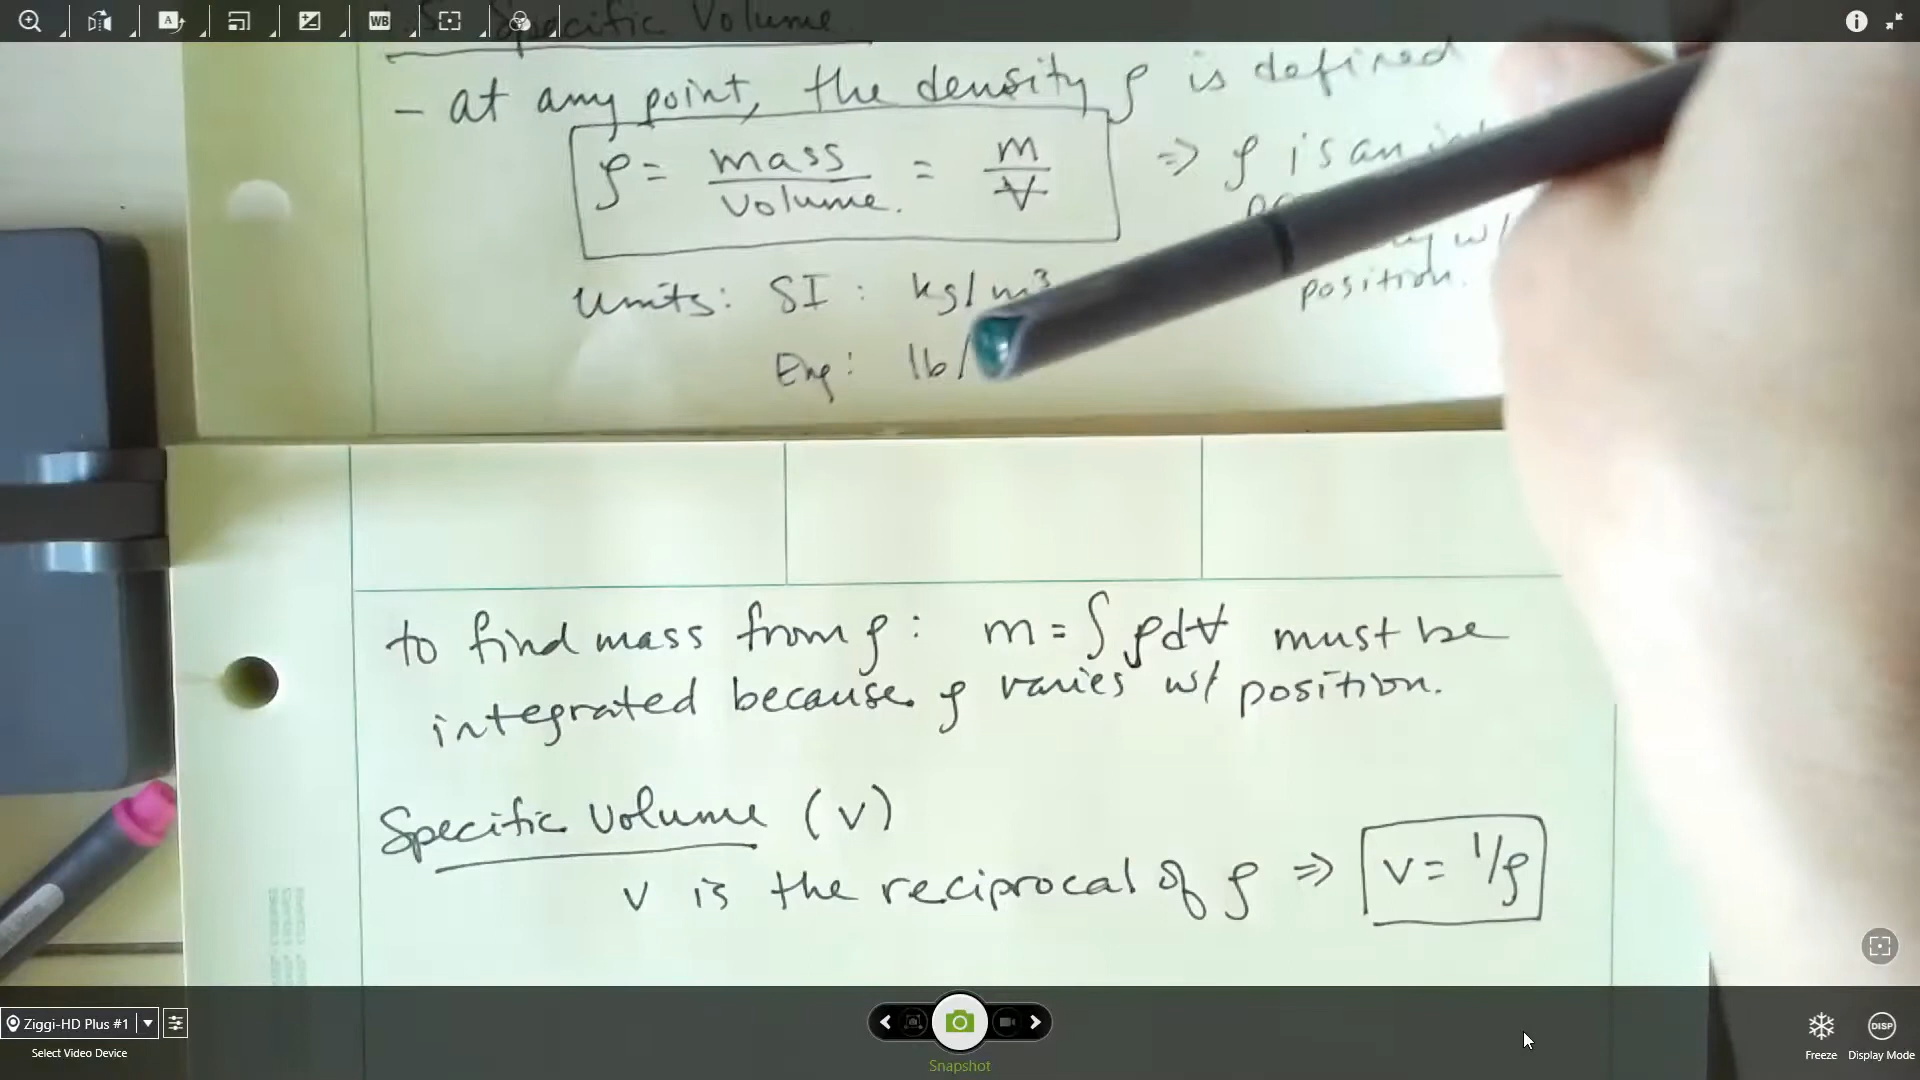 WB
Specific Volume
- at any point, the density ρ is defined
ρ = mass/volume. = m/V
⇒ ρ is an
w/
position.
Units: SI: kg/m³
Eng: lb/
to find mass from ρ: m = ∫ ρdV must be
integrated because ρ varies w/ position.
Specific Volume (v)
v is the reciprocal of ρ ⇒ v = 1/ρ
Ziggi-HD Plus #1
Select Video Device
Snapshot
Freeze
DISP
Display Mode